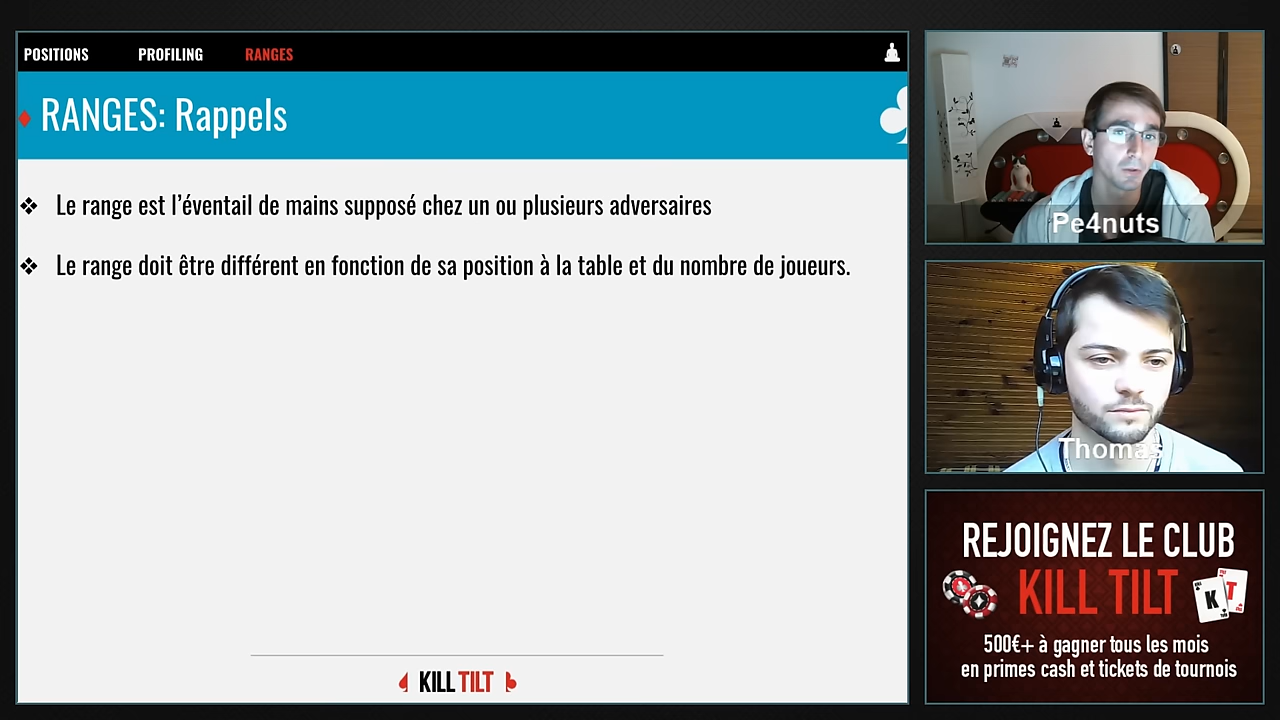 POSITIONS PROFILING RANGES
RANGES: Rappels
Le range est l’éventail de mains supposé chez un ou plusieurs adversaires
Le range doit être différent en fonction de sa position à la table et du nombre de joueurs.
KILL TILT
Pe4nuts
Thomas
REJOIGNEZ LE CLUB
KILL TILT
K T
500€+ à gagner tous les mois
en primes cash et tickets de tournois